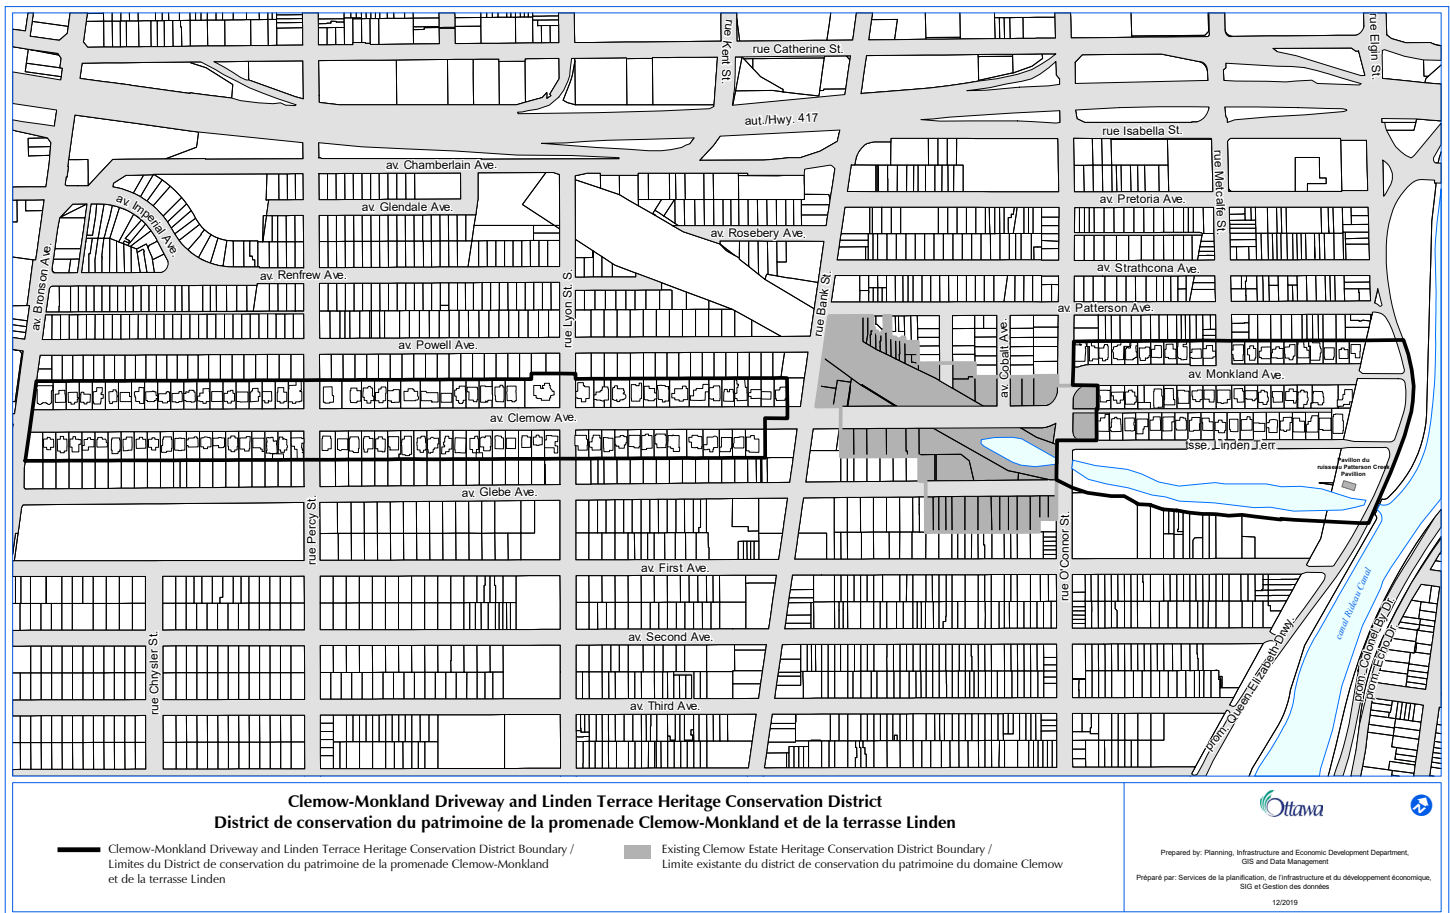 rue Catherine St.
rue Kent St.
rue Elgin St.
aut./Hwy. 417
rue Isabella St.
av. Chamberlain Ave.
rue Metcalfe St.
av. Imperial Ave.
av. Glendale Ave.
av. Pretoria Ave.
av. Rosebery Ave.
av. Bronson Ave.
av. Renfrew Ave.
rue Lyon St. S.
rue Bank St.
av. Strathcona Ave.
av. Patterson Ave.
av. Powell Ave.
av. Cobalt Ave.
av. Monkland Ave.
av. Clemow Ave.
tsse. Linden Terr
Pavillon du
ruisseau Patterson Creek
Pavillion
av. Glebe Ave.
rue Percy St.
rue O'Connor St.
av. First Ave.
canal Rideau Canal
av. Second Ave.
rue Chrysler St.
prom. Queen Elizabeth Drwy.
prom. Colonel By Dr.
prom. Echo Dr.
av. Third Ave.
Clemow-Monkland Driveway and Linden Terrace Heritage Conservation District
District de conservation du patrimoine de la promenade Clemow-Monkland et de la terrasse Linden
Clemow-Monkland Driveway and Linden Terrace Heritage Conservation District Boundary /
Limites du District de conservation du patrimoine de la promenade Clemow-Monkland
et de la terrasse Linden
Existing Clemow Estate Heritage Conservation District Boundary /
Limite existante du district de conservation du patrimoine du domaine Clemow
Ottawa
Prepared by: Planning, Infrastructure and Economic Development Department,
GIS and Data Management
Préparé par: Services de la planification, de l'infrastructure et du développement économique,
SIG et Gestion des données
12/2019